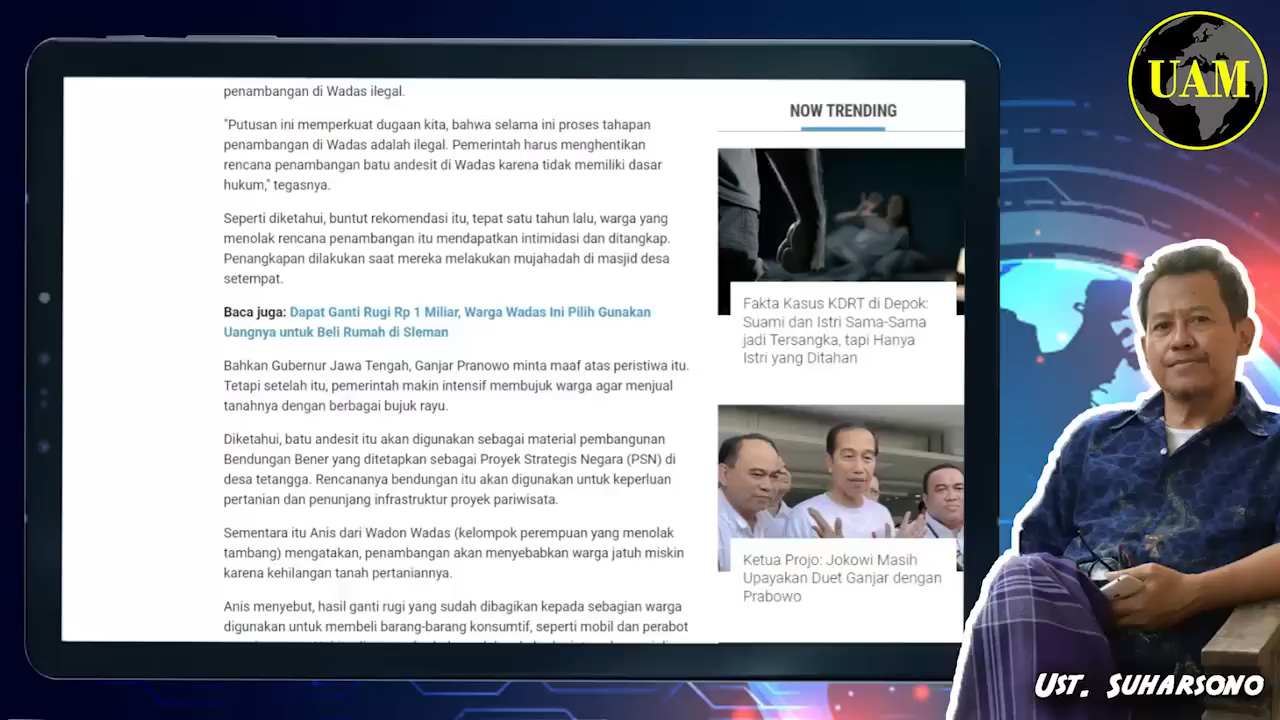 penambangan di Wadas ilegal.
"Putusan ini memperkuat dugaan kita, bahwa selama ini proses tahapan
penambangan di Wadas adalah ilegal. Pemerintah harus menghentikan
rencana penambangan batu andesit di Wadas karena tidak memiliki dasar
hukum," tegasnya.
Seperti diketahui, buntut rekomendasi itu, tepat satu tahun lalu, warga yang
menolak rencana penambangan itu mendapatkan intimidasi dan ditangkap.
Penangkapan dilakukan saat mereka melakukan mujahadah di masjid desa
setempat.
Baca juga: Dapat Ganti Rugi Rp 1 Miliar, Warga Wadas Ini Pilih Gunakan
Uangnya untuk Beli Rumah di Sleman
Bahkan Gubernur Jawa Tengah, Ganjar Pranowo minta maaf atas peristiwa itu.
Tetapi setelah itu, pemerintah makin intensif membujuk warga agar menjual
tanahnya dengan berbagai bujuk rayu.
Diketahui, batu andesit itu akan digunakan sebagai material pembangunan
Bendungan Bener yang ditetapkan sebagai Proyek Strategis Negara (PSN) di
desa tetangga. Rencananya bendungan itu akan digunakan untuk keperluan
pertanian dan penunjang infrastruktur proyek pariwisata.
Sementara itu Anis dari Wadon Wadas (kelompok perempuan yang menolak
tambang) mengatakan, penambangan akan menyebabkan warga jatuh miskin
karena kehilangan tanah pertaniannya.
Anis menyebut, hasil ganti rugi yang sudah dibagikan kepada sebagian warga
digunakan untuk membeli barang-barang konsumtif, seperti mobil dan perabot
NOW TRENDING
Fakta Kasus KDRT di Depok:
Suami dan Istri Sama-Sama
jadi Tersangka, tapi Hanya
Istri yang Ditahan
Ketua Projo: Jokowi Masih
Upayakan Duet Ganjar dengan
Prabowo
UAM
UST. SUHARSONO